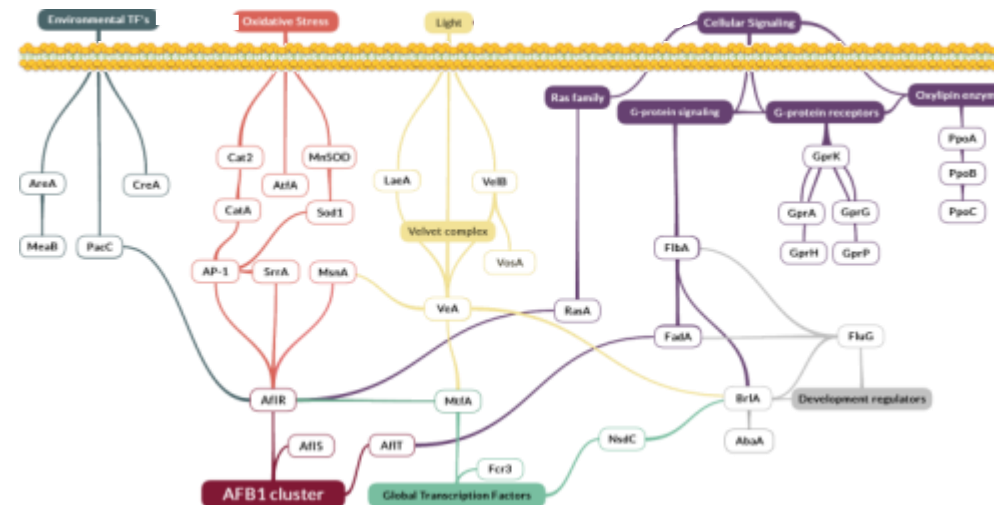 Environmental TF's
Oxidative Stress
Light
Cellular Signaling
Ras family
G-protein signaling
G-protein receptors
Oxylipin enzym
Cat2
MnSOD
AreA
CreA
AtfA
LaeA
VelB
GprK
PpoA
PpoB
PpoC
CatA
Sod1
GprA
GprG
Velvet complex
MeaB
PacC
FlbA
GprH
GprP
VosA
AP-1
SrrA
MsnA
VeA
RasA
FadA
FluG
AflR
MtfA
BrlA
Development regulators
AflS
AflT
NsdC
AbaA
Fcr3
AFB1 cluster
Global Transcription Factors